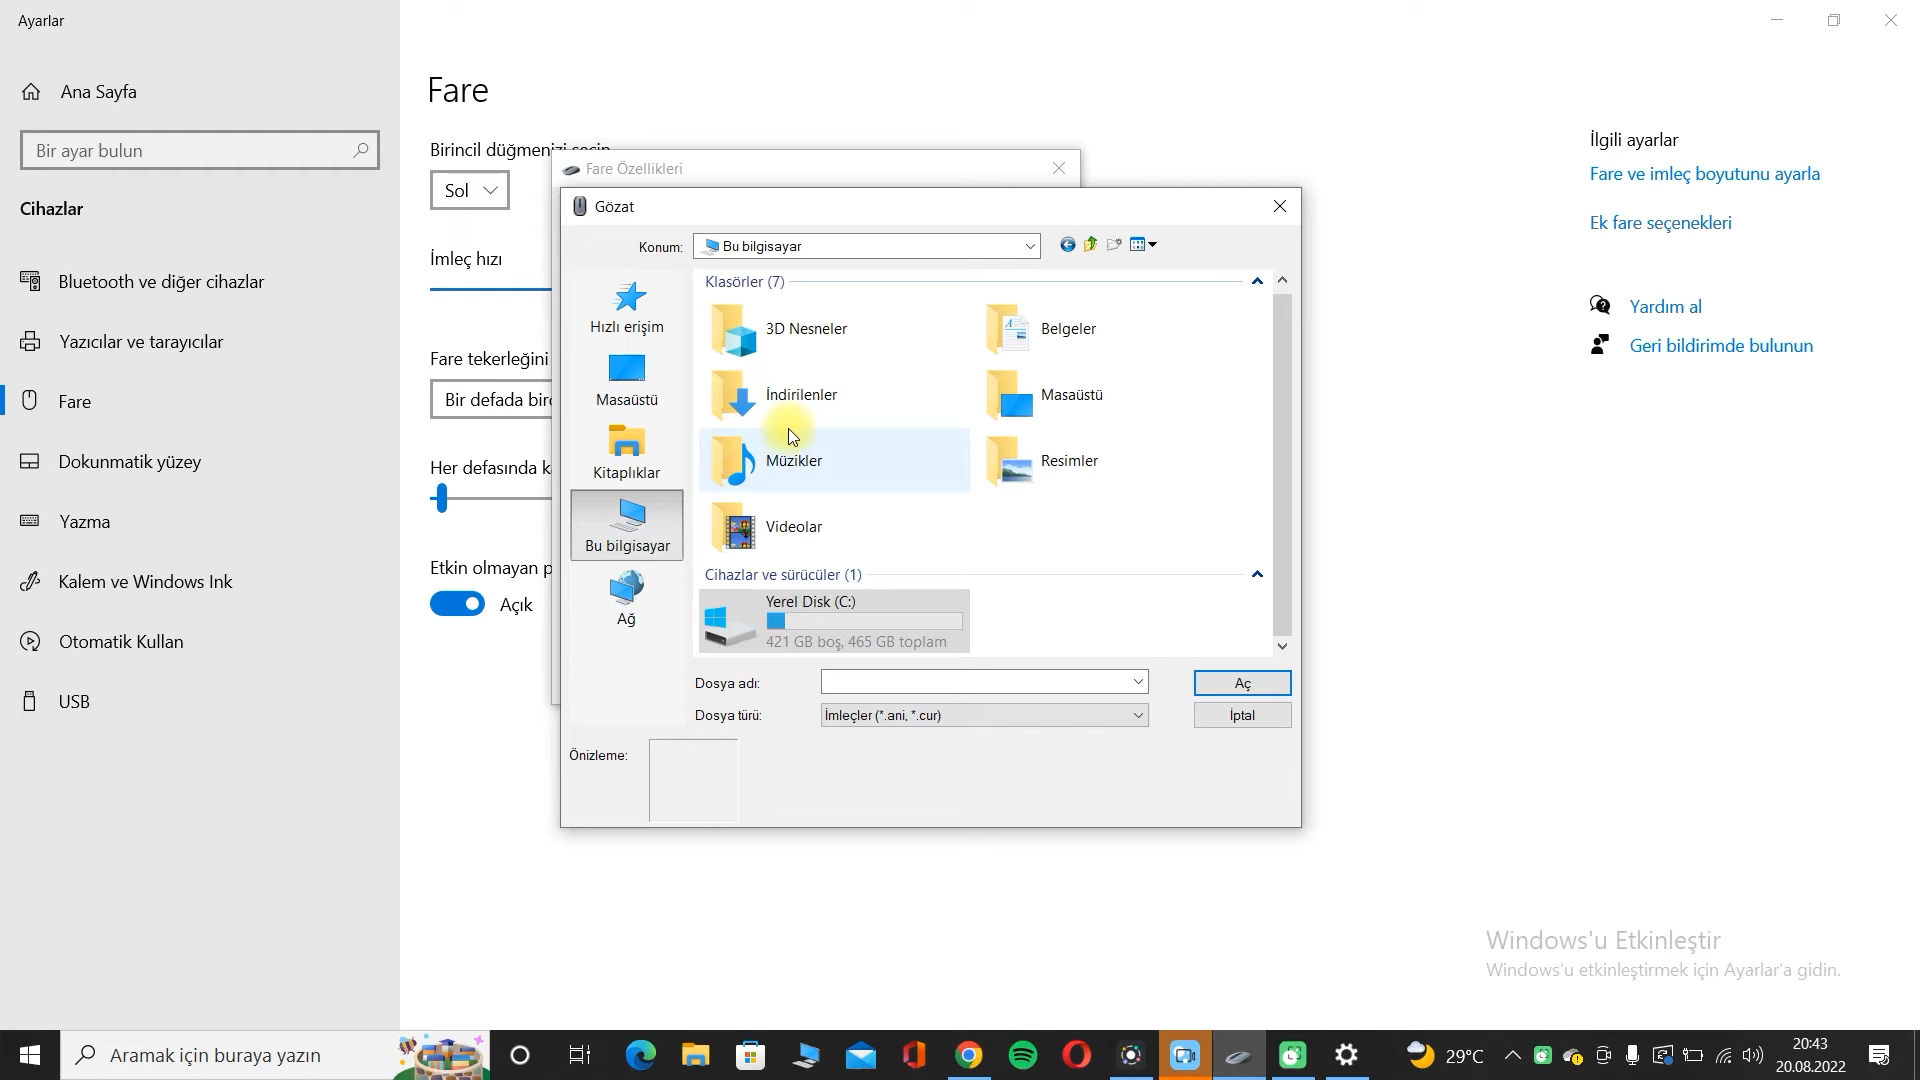 Ayarlar
Ana Sayfa
Bir ayar bulun
Cihazlar
Bluetooth ve diğer cihazlar
Yazıcılar ve tarayıcılar
Fare
Dokunmatik yüzey
Yazma
Kalem ve Windows Ink
Otomatik Kullan
USB
Fare
Birincil düğmenizi seçin
Sol
İmleç hızı
Fare tekerleğini
Bir defada
Her defasında
Etkin olmayan
Açık
Fare Özellikleri
Gözat
Konum:
Bu bilgisayar
Hızlı erişim
Masaüstü
Kitaplıklar
Bu bilgisayar
Ağ
Klasörler (7)
3D Nesneler
Belgeler
İndirilenler
Masaüstü
Müzikler
Resimler
Videolar
Cihazlar ve sürücüler (1)
Yerel Disk (C:)
421 GB boş, 465 GB toplam
Dosya adı:
Aç
Dosya türü:
İmleçler (*.ani, *.cur)
İptal
Önizleme:
İlgili ayarlar
Fare ve imleç boyutunu ayarla
Ek fare seçenekleri
Yardım al
Geri bildirimde bulunun
Windows'u Etkinleştir
Windows'u etkinleştirmek için Ayarlar'a gidin.
Aramak için buraya yazın
29°C
20:43
20.08.2022